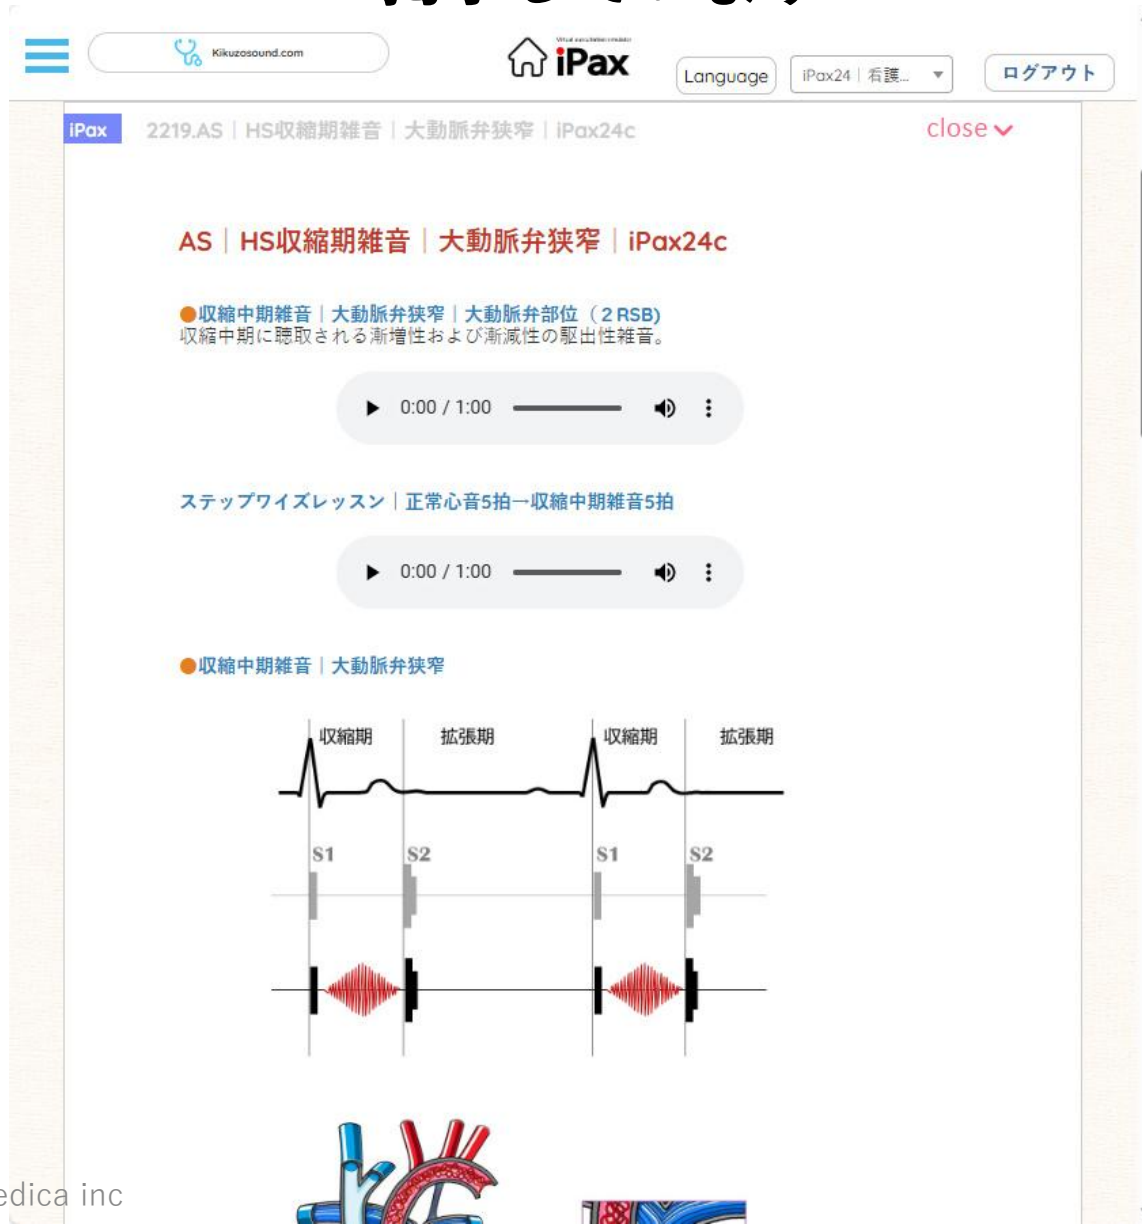 Kikuzosound.com
Virtual auscultation simulator
iPax
Language
iPax24｜看護...
ログアウト
iPax
2219.AS｜HS収縮期雑音｜大動脈弁狭窄｜iPax24c
close
AS｜HS収縮期雑音｜大動脈弁狭窄｜iPax24c
●収縮中期雑音｜大動脈弁狭窄｜大動脈弁部位（２RSB)
収縮中期に聴取される漸増性および漸減性の駆出性雑音。
0:00 / 1:00
ステップワイズレッスン｜正常心音5拍→収縮中期雑音5拍
0:00 / 1:00
●収縮中期雑音｜大動脈弁狭窄
収縮期 拡張期 収縮期 拡張期
S1 S2 S1 S2
edica inc